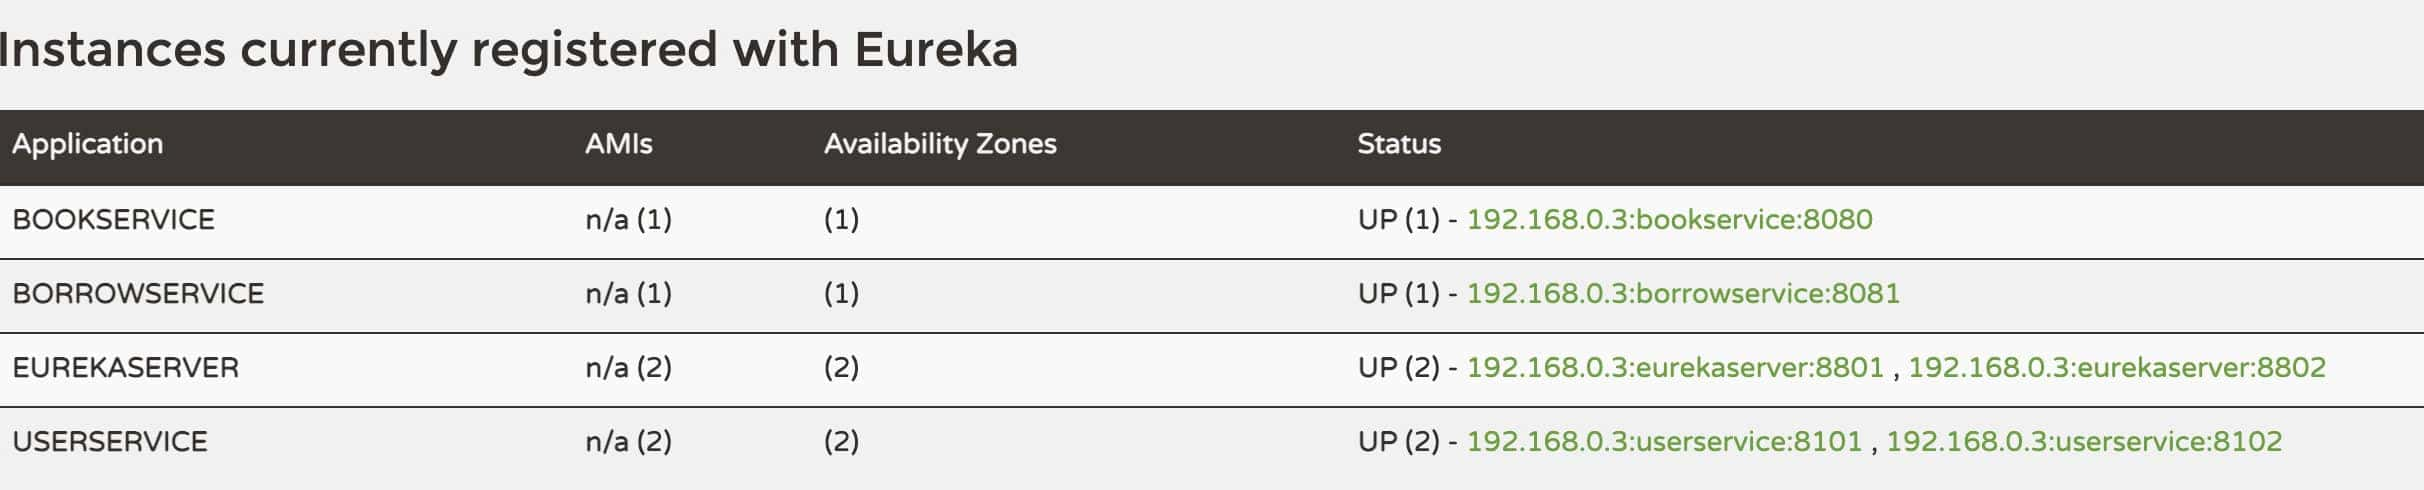 Instances currently registered with Eureka
Application AMIs Availability Zones Status
BOOKSERVICE n/a (1) (1) UP (1) - 192.168.0.3:bookservice:8080
BORROWSERVICE n/a (1) (1) UP (1) - 192.168.0.3:borrowservice:8081
EUREKASERVER n/a (2) (2) UP (2) - 192.168.0.3:eurekaserver:8801 , 192.168.0.3:eurekaserver:8802
USERSERVICE n/a (2) (2) UP (2) - 192.168.0.3:userservice:8101 , 192.168.0.3:userservice:8102